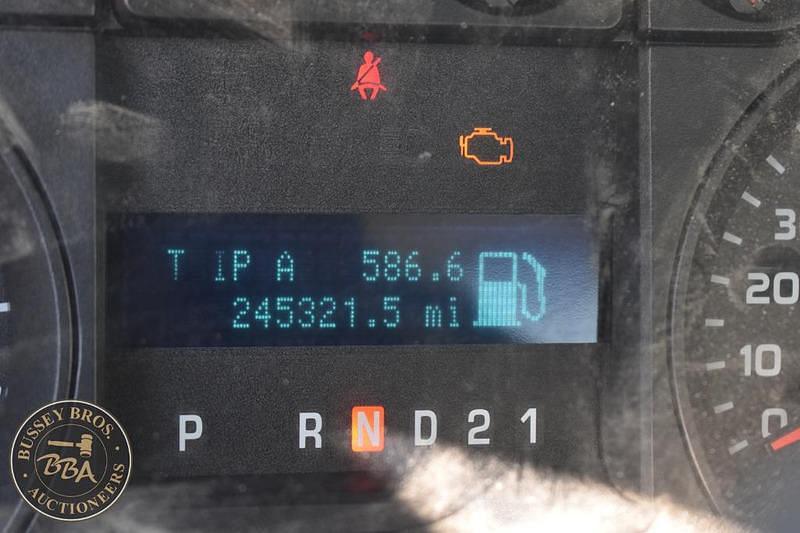 T IP A 586.6
245321.5 mi
P R N D 2 1
3
20
10
0
BUSSEY BROS.
BBA
AUCTIONEERS